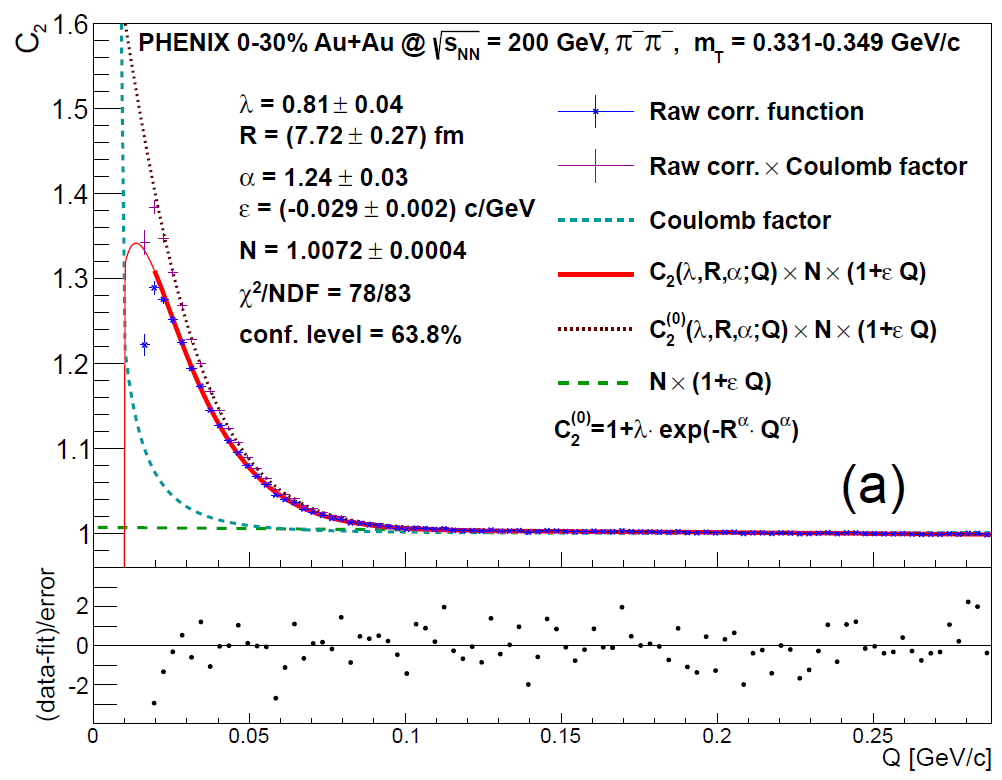 PHENIX 0-30% Au+Au @ √sNN = 200 GeV, π⁻π⁻, mT = 0.331-0.349 GeV/c
λ = 0.81 ± 0.04
R = (7.72 ± 0.27) fm
α = 1.24 ± 0.03
ε = (-0.029 ± 0.002) c/GeV
N = 1.0072 ± 0.0004
χ²/NDF = 78/83
conf. level = 63.8%
Raw corr. function
Raw corr. × Coulomb factor
Coulomb factor
C₂(λ,R,α;Q) × N × (1+ε Q)
C₂⁽⁰⁾(λ,R,α;Q) × N × (1+ε Q)
N × (1+ε Q)
C₂⁽⁰⁾=1+λ· exp(-Rᵅ· Qᵅ)
(a)
C₂
1.6
1.5
1.4
1.3
1.2
1.1
1
(data-fit)/error
2
0
-2
0 0.05 0.1 0.15 0.2 0.25
Q [GeV/c]